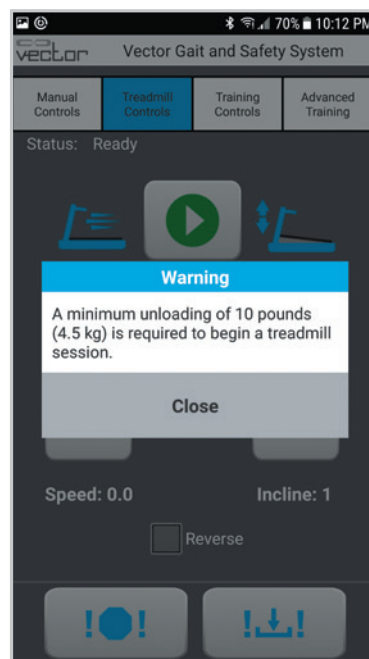 70% 10:12 PM
vector Vector Gait and Safety System
Manual Controls
Treadmill Controls
Training Controls
Advanced Training
Status: Ready
Warning
A minimum unloading of 10 pounds
(4.5 kg) is required to begin a treadmill
session.
Close
Speed: 0.0 Incline: 1
Reverse
! !
! !